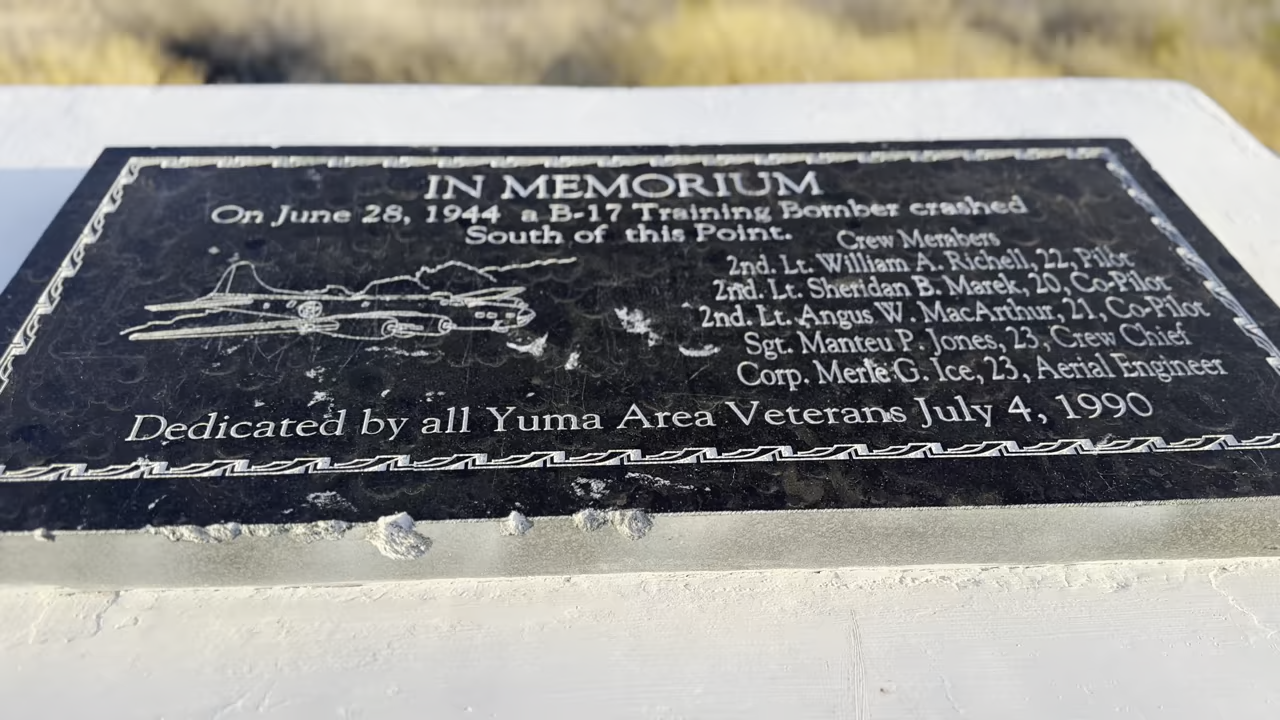 IN MEMORIUM
On June 28, 1944 a B-17 Training Bomber crashed
South of this Point.
Crew Members
2nd. Lt. William A. Richell, 22, Pilot
2nd. Lt. Sheridan B. Marek, 20, Co-Pilot
2nd. Lt. Angus W. MacArthur, 21, Co-Pilot
Sgt. Manteu P. Jones, 23, Crew Chief
Corp. Merle G. Ice, 23, Aerial Engineer
Dedicated by all Yuma Area Veterans July 4, 1990